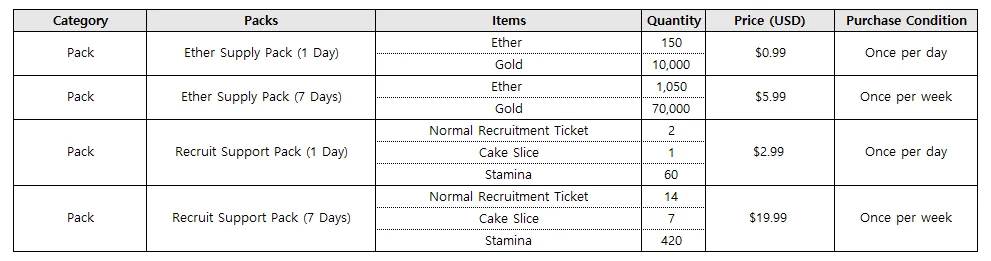 Category Packs Items Quantity Price (USD) Purchase Condition
Pack Ether Supply Pack (1 Day) Ether 150 $0.99 Once per day
Gold 10,000
Pack Ether Supply Pack (7 Days) Ether 1,050 $5.99 Once per week
Gold 70,000
Pack Recruit Support Pack (1 Day) Normal Recruitment Ticket 2 $2.99 Once per day
Cake Slice 1
Stamina 60
Pack Recruit Support Pack (7 Days) Normal Recruitment Ticket 14 $19.99 Once per week
Cake Slice 7
Stamina 420